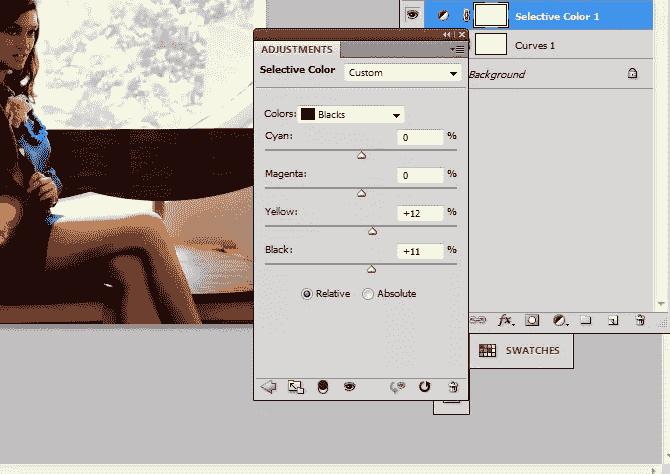 Selective Color 1
Curves 1
Background
ADJUSTMENTS
Selective Color Custom
Colors: Blacks
Cyan: 0 %
Magenta: 0 %
Yellow: +12 %
Black: +11 %
Relative Absolute
fx
SWATCHES